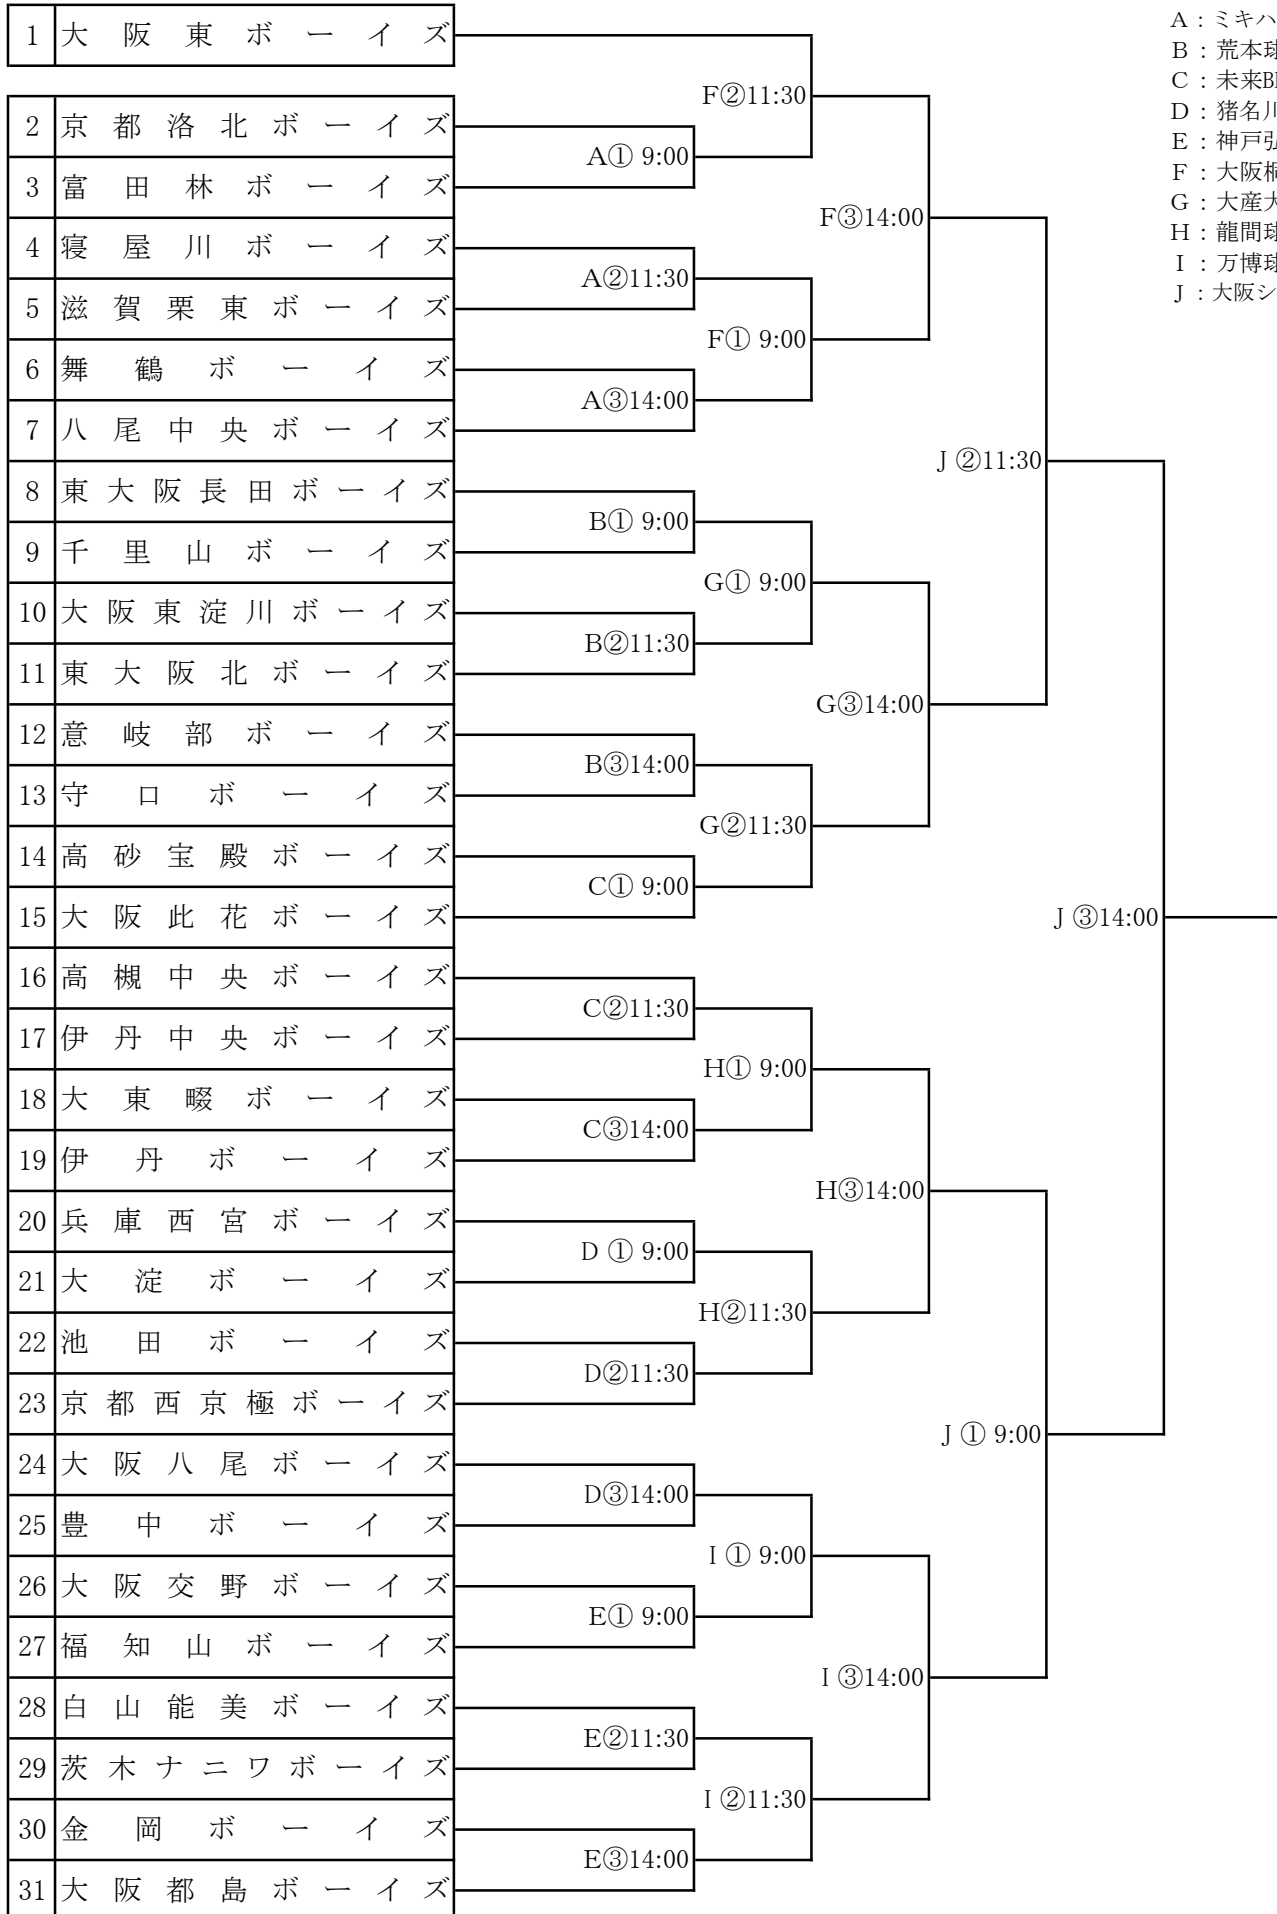 1 大阪東ボーイズ
2 京都洛北ボーイズ
3 富田林ボーイズ
4 寝屋川ボーイズ
5 滋賀栗東ボーイズ
6 舞鶴ボーイズ
7 八尾中央ボーイズ
8 東大阪長田ボーイズ
9 千里山ボーイズ
10 大阪東淀川ボーイズ
11 東大阪北ボーイズ
12 意岐部ボーイズ
13 守口ボーイズ
14 高砂宝殿ボーイズ
15 大阪此花ボーイズ
16 高槻中央ボーイズ
17 伊丹中央ボーイズ
18 大東畷ボーイズ
19 伊丹ボーイズ
20 兵庫西宮ボーイズ
21 大淀ボーイズ
22 池田ボーイズ
23 京都西京極ボーイズ
24 大阪八尾ボーイズ
25 豊中ボーイズ
26 大阪交野ボーイズ
27 福知山ボーイズ
28 白山能美ボーイズ
29 茨木ナニワボーイズ
30 金岡ボーイズ
31 大阪都島ボーイズ
A① 9:00
A②11:30
A③14:00
B① 9:00
B②11:30
B③14:00
C① 9:00
C②11:30
C③14:00
D ① 9:00
D②11:30
D③14:00
E① 9:00
E②11:30
E③14:00
F②11:30
F① 9:00
G① 9:00
G②11:30
H① 9:00
H②11:30
I ① 9:00
I ②11:30
F③14:00
G③14:00
H③14:00
I ③14:00
J ②11:30
J ① 9:00
J ③14:00
A：ミキハ
B：荒本球
C：未来B
D：猪名川
E：神戸弘
F：大阪桐
G：大産大
H：龍間球
I：万博球
J：大阪シ